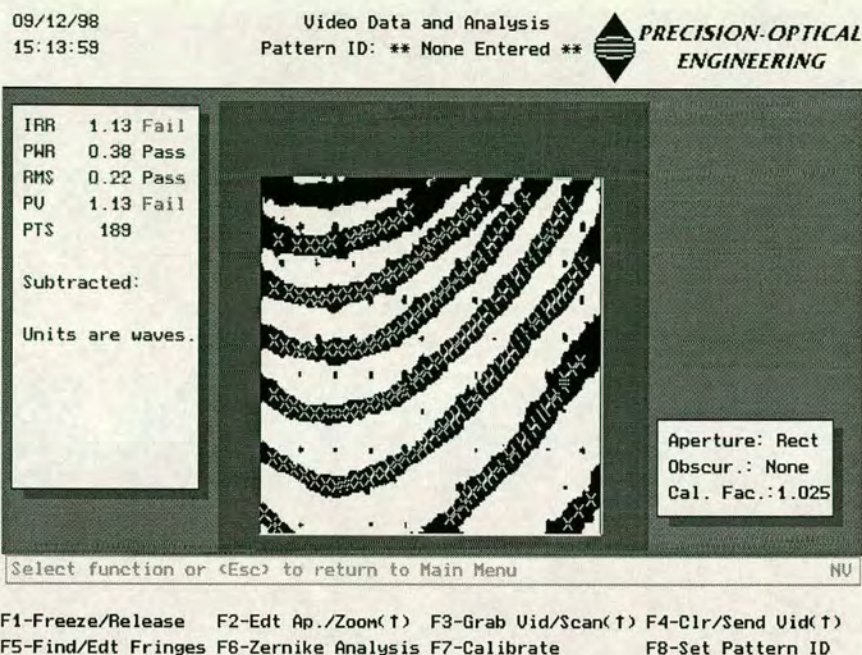 09/12/98
15:13:59
Video Data and Analysis
Pattern ID: ** None Entered **
PRECISION-OPTICAL
ENGINEERING
IRR 1.13 Fail
PWR 0.38 Pass
RMS 0.22 Pass
PV 1.13 Fail
PTS 189
Subtracted:
Units are waves.
Aperture: Rect
Obscur.: None
Cal. Fac.:1.025
Select function or <Esc> to return to Main Menu NV
F1-Freeze/Release F2-Edt Ap./Zoom(↑) F3-Grab Vid/Scan(↑) F4-Clr/Send Vid(↑)
F5-Find/Edt Fringes F6-Zernike Analysis F7-Calibrate F8-Set Pattern ID